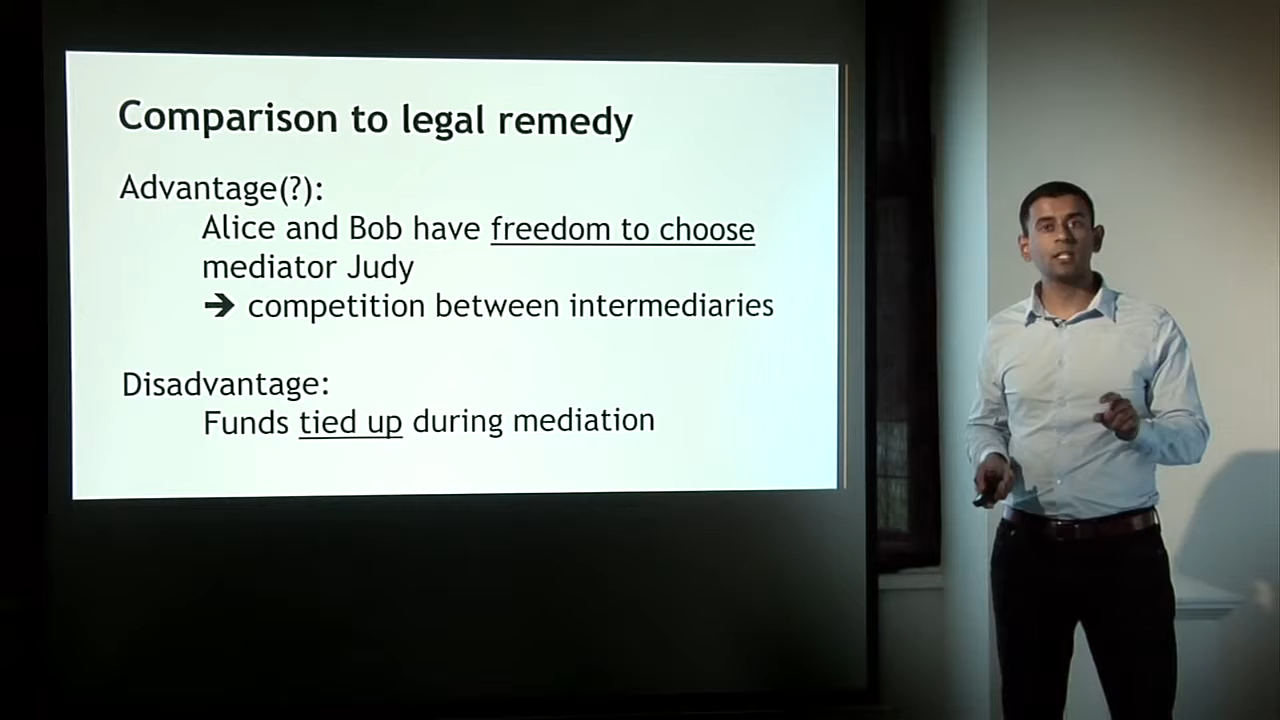 Comparison to legal remedy
Advantage(?):
Alice and Bob have freedom to choose
mediator Judy
➔ competition between intermediaries
Disadvantage:
Funds tied up during mediation